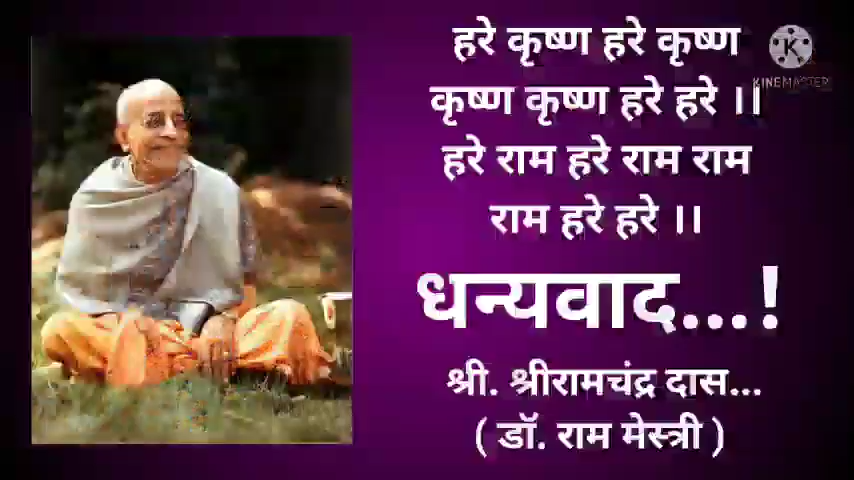 हरे कृष्ण हरे कृष्ण
कृष्ण कृष्ण हरे हरे ।।
हरे राम हरे राम राम
राम हरे हरे ।।
धन्यवाद...!
श्री. श्रीरामचंद्र दास...
( डॉ. राम मेस्त्री )
KINEMASTER